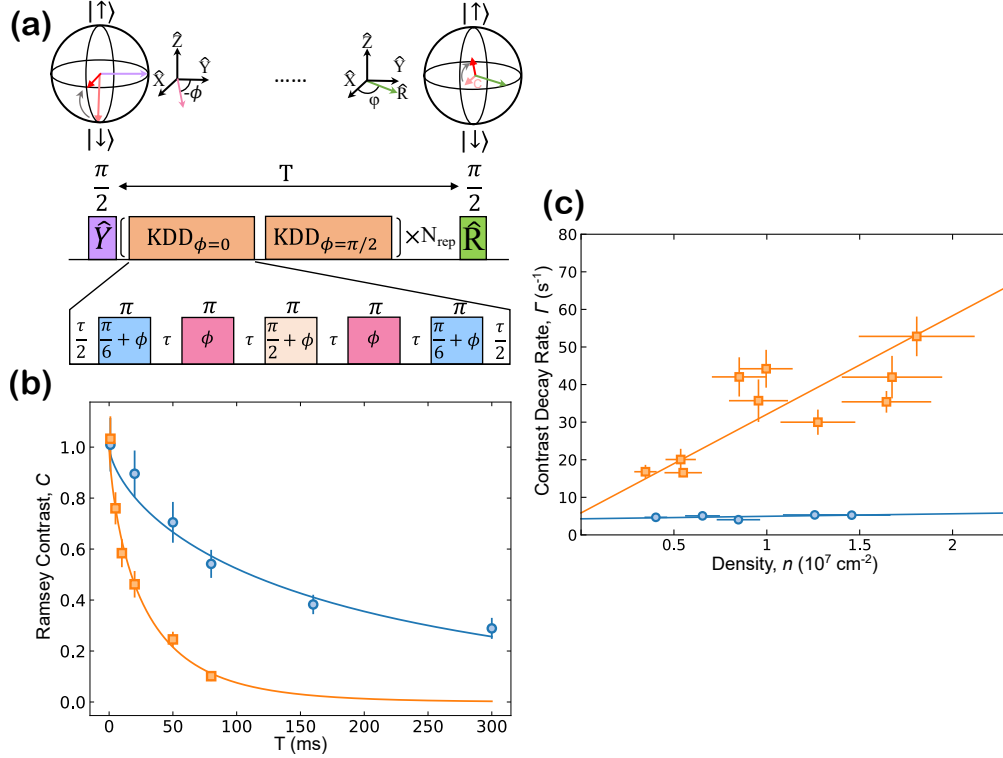 (a)
|↑⟩ |↑⟩
Ẑ Ẑ
X̂ Ŷ X̂ Ŷ
-ϕ ...... φ R̂ C
|↓⟩ |↓⟩
π/2 T π/2
Ŷ KDD_{ϕ=0} KDD_{ϕ=π/2} ×N_{rep} R̂
π π π π π
τ/2 π/6 + ϕ τ ϕ τ π/2 + ϕ τ ϕ τ π/6 + ϕ τ/2
(b)
Ramsey Contrast, C
1.0
0.8
0.6
0.4
0.2
0.0
0 50 100 150 200 250 300
T (ms)
(c)
Contrast Decay Rate, Γ (s⁻¹)
80
70
60
50
40
30
20
10
0
0.5 1 1.5 2
Density, n (10⁷ cm⁻²)